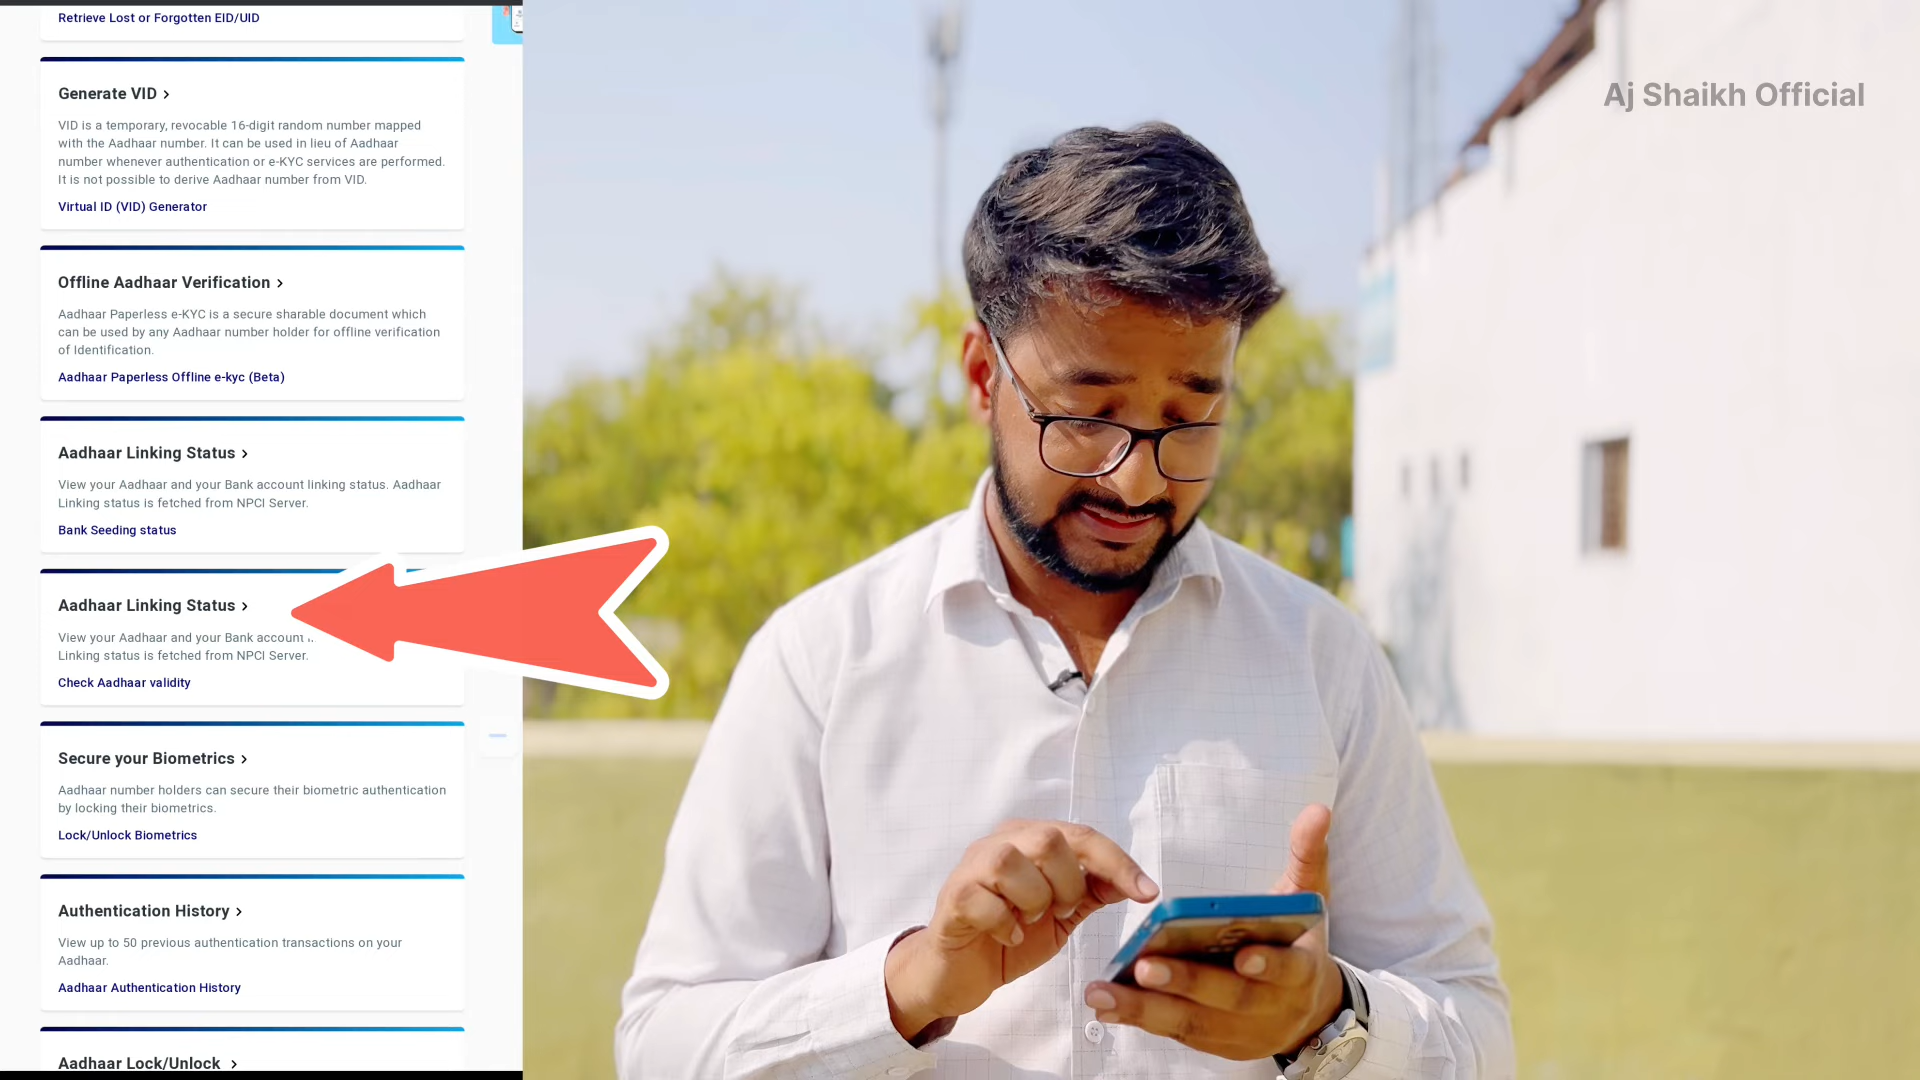 Retrieve Lost or Forgotten EID/UID
Generate VID >
VID is a temporary, revocable 16-digit random number mapped
with the Aadhaar number. It can be used in lieu of Aadhaar
number whenever authentication or e-KYC services are performed.
It is not possible to derive Aadhaar number from VID.
Virtual ID (VID) Generator
Offline Aadhaar Verification >
Aadhaar Paperless e-KYC is a secure sharable document which
can be used by any Aadhaar number holder for offline verification
of Identification.
Aadhaar Paperless Offline e-kyc (Beta)
Aadhaar Linking Status >
View your Aadhaar and your Bank account linking status. Aadhaar
Linking status is fetched from NPCI Server.
Bank Seeding status
Aadhaar Linking Status >
View your Aadhaar and your Bank account
Linking status is fetched from NPCI Server.
Check Aadhaar validity
Secure your Biometrics >
Aadhaar number holders can secure their biometric authentication
by locking their biometrics.
Lock/Unlock Biometrics
Authentication History >
View up to 50 previous authentication transactions on your
Aadhaar.
Aadhaar Authentication History
Aadhaar Lock/Unlock >
Aj Shaikh Official